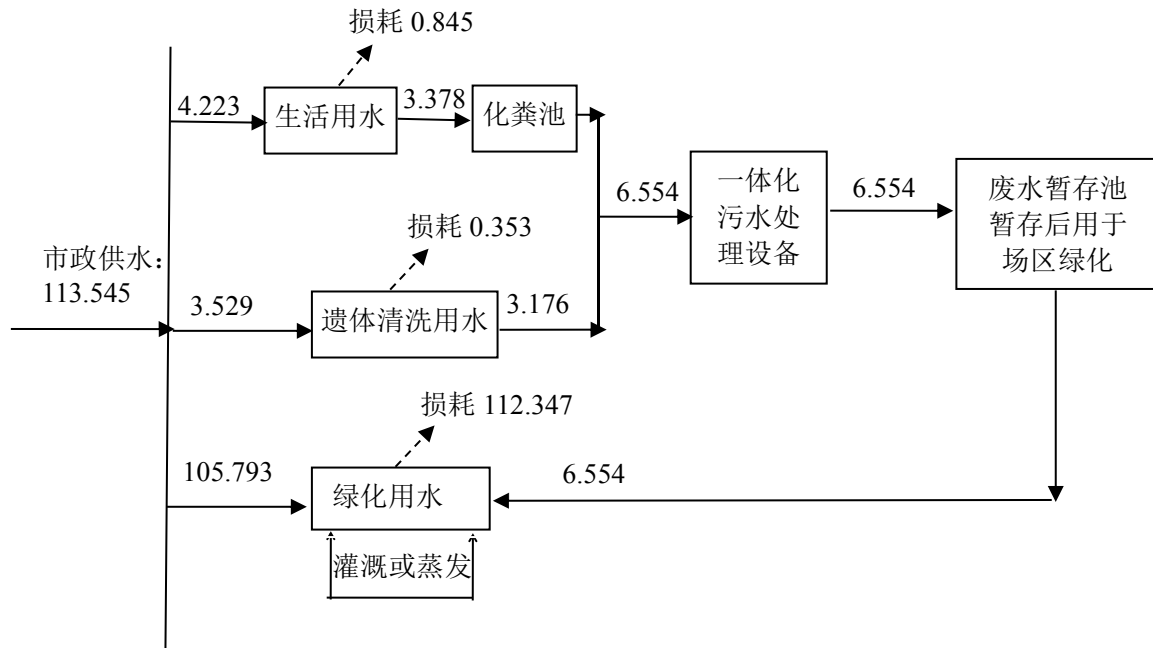 损耗 0.845
4.223
生活用水
3.378
化粪池
6.554
一体化
污水处
理设备
6.554
废水暂存池
暂存后用于
场区绿化
损耗 0.353
市政供水：
113.545
3.529
遗体清洗用水
3.176
损耗 112.347
105.793
绿化用水
6.554
灌溉或蒸发